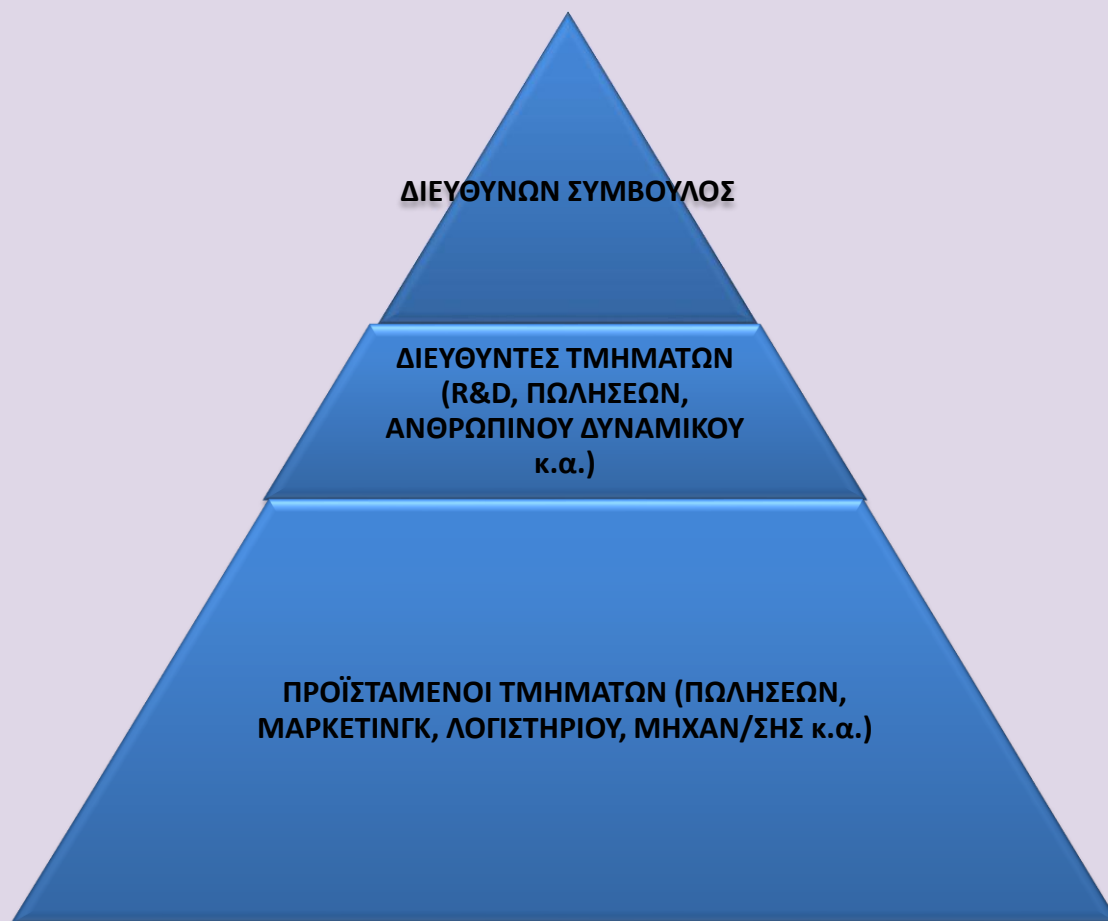 ΔΙΕΥΘΥΝΩΝ ΣΥΜΒΟΥΛΟΣ
ΔΙΕΥΘΥΝΤΕΣ ΤΜΗΜΑΤΩΝ
(R&D, ΠΩΛΗΣΕΩΝ,
ΑΝΘΡΩΠΙΝΟΥ ΔΥΝΑΜΙΚΟΥ
κ.α.)
ΠΡΟΪΣΤΑΜΕΝΟΙ ΤΜΗΜΑΤΩΝ (ΠΩΛΗΣΕΩΝ,
ΜΑΡΚΕΤΙΝΓΚ, ΛΟΓΙΣΤΗΡΙΟΥ, ΜΗΧΑΝ/ΣΗΣ κ.α.)